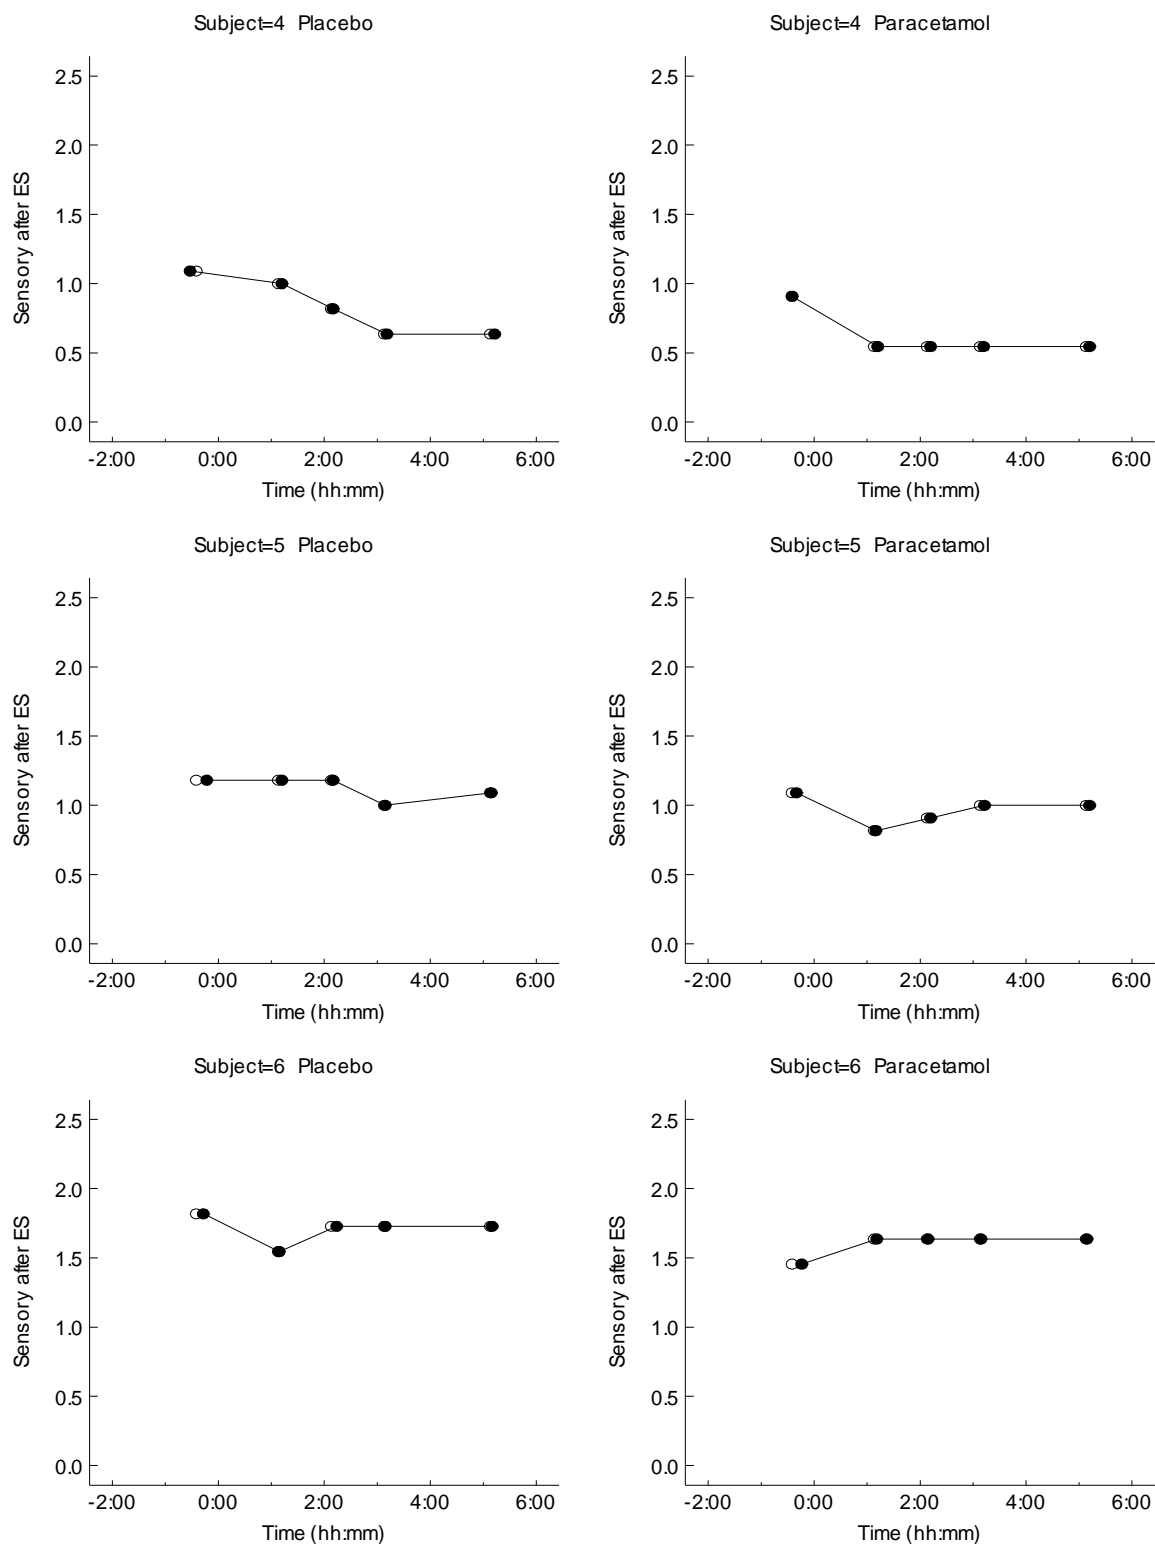 Subject=4 Placebo
2.5
2.0
1.5
1.0
0.5
0.0
Sensory after ES
-2:00 0:00 2:00 4:00 6:00
Time (hh:mm)
Subject=4 Paracetamol
2.5
2.0
1.5
1.0
0.5
0.0
Sensory after ES
-2:00 0:00 2:00 4:00 6:00
Time (hh:mm)
Subject=5 Placebo
2.5
2.0
1.5
1.0
0.5
0.0
Sensory after ES
-2:00 0:00 2:00 4:00 6:00
Time (hh:mm)
Subject=5 Paracetamol
2.5
2.0
1.5
1.0
0.5
0.0
Sensory after ES
-2:00 0:00 2:00 4:00 6:00
Time (hh:mm)
Subject=6 Placebo
2.5
2.0
1.5
1.0
0.5
0.0
Sensory after ES
-2:00 0:00 2:00 4:00 6:00
Time (hh:mm)
Subject=6 Paracetamol
2.5
2.0
1.5
1.0
0.5
0.0
Sensory after ES
-2:00 0:00 2:00 4:00 6:00
Time (hh:mm)